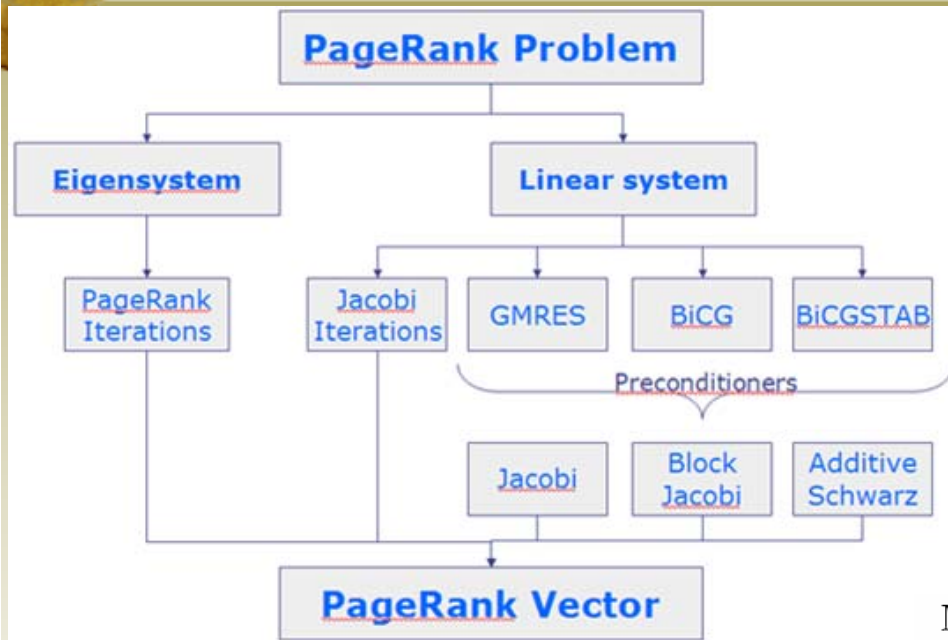 PageRank Problem
Eigensystem
Linear system
PageRank
Iterations
Jacobi
Iterations
GMRES
BiCG
BiCGSTAB
Preconditioners
Jacobi
Block
Jacobi
Additive
Schwarz
PageRank Vector